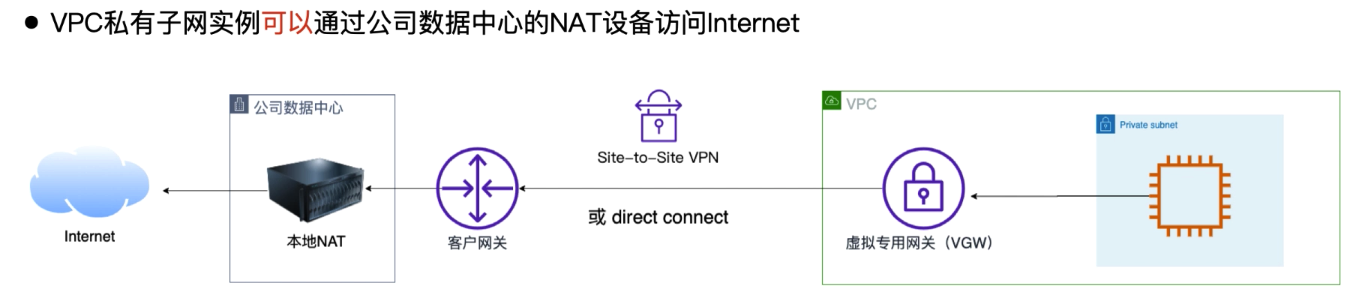 ● VPC私有子网实例可以通过公司数据中心的NAT设备访问Internet
公司数据中心
VPC
Private subnet
Site-to-Site VPN
或 direct connect
Internet
本地NAT
客户网关
虚拟专用网关（VGW）